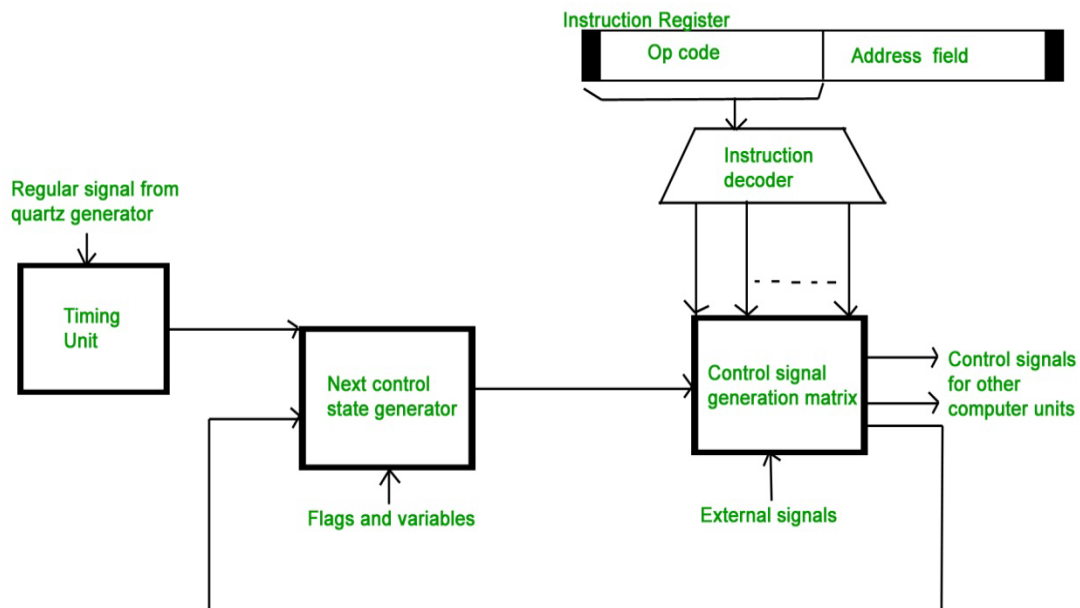 Instruction Register
Op code
Address field
Instruction
decoder
Regular signal from
quartz generator
Timing
Unit
Next control
state generator
Control signal
generation matrix
Control signals
for other
computer units
Flags and variables
External signals